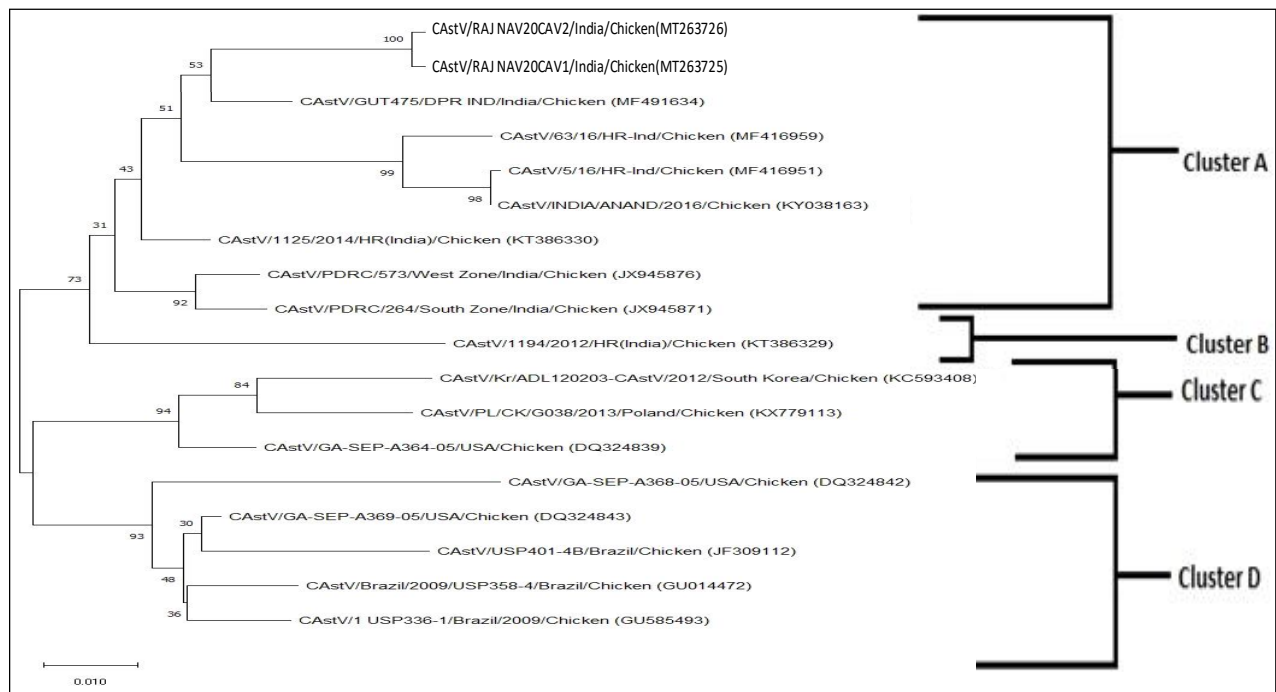 CAstV/RAJ NAV20CAV2/India/Chicken(MT263726)
100
CAstV/RAJ NAV20CAV1/India/Chicken(MT263725)
53
CAstV/GUT475/DPR IND/India/Chicken (MF491634)
51
CAstV/63/16/HR-Ind/Chicken (MF416959)
Cluster A
43
99
CAstV/5/16/HR-Ind/Chicken (MF416951)
98
CAstV/INDIA/ANAND/2016/Chicken (KY038163)
31
CAstV/1125/2014/HR(India)/Chicken (KT386330)
73
CAstV/PDRC/573/West Zone/India/Chicken (JX945876)
92
CAstV/PDRC/264/South Zone/India/Chicken (JX945871)
CAstV/1194/2012/HR(India)/Chicken (KT386329)
Cluster B
84
CAstV/Kr/ADL120203-CAstV/2012/South Korea/Chicken (KC593408)
Cluster C
94
CAstV/PL/CK/G038/2013/Poland/Chicken (KX779113)
CAstV/GA-SEP-A364-05/USA/Chicken (DQ324839)
CAstV/GA-SEP-A368-05/USA/Chicken (DQ324842)
93
30
CAstV/GA-SEP-A369-05/USA/Chicken (DQ324843)
CAstV/USP401-4B/Brazil/Chicken (JF309112)
48
Cluster D
CAstV/Brazil/2009/USP358-4/Brazil/Chicken (GU014472)
36
CAstV/1 USP336-1/Brazil/2009/Chicken (GU585493)
0.010